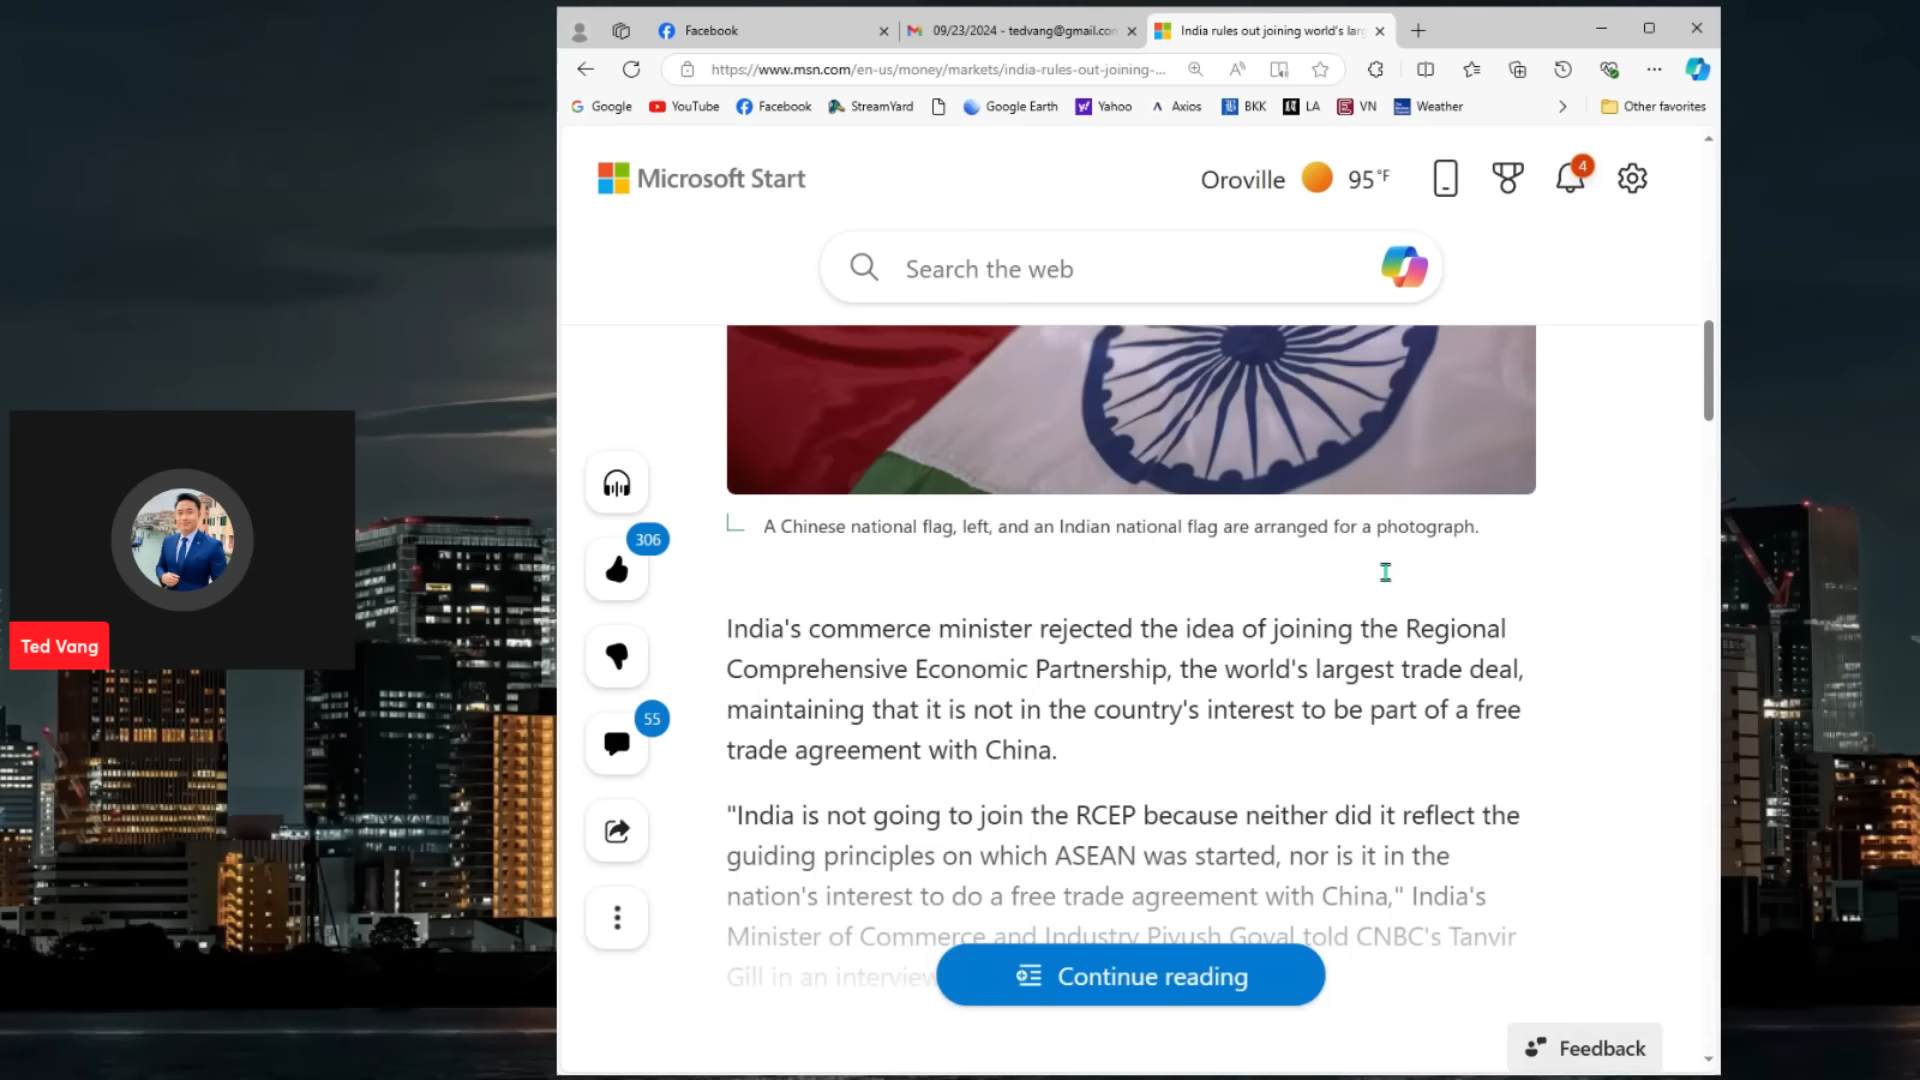 Facebook
09/23/2024 - tedvang@gmail.con
India rules out joining world's lar
https://www.msn.com/en-us/money/markets/india-rules-out-joining-...
Google
YouTube
Facebook
StreamYard
Google Earth
Yahoo
Axios
BKK
LA
VN
Weather
Other favorites
Microsoft Start
Oroville
95°F
4
Search the web
A Chinese national flag, left, and an Indian national flag are arranged for a photograph.
306
55
India's commerce minister rejected the idea of joining the Regional
Comprehensive Economic Partnership, the world's largest trade deal,
maintaining that it is not in the country's interest to be part of a free
trade agreement with China.
"India is not going to join the RCEP because neither did it reflect the
guiding principles on which ASEAN was started, nor is it in the
nation's interest to do a free trade agreement with China," India's
Minister of Commerce and Industry Piyush Goyal told CNBC's Tanvir
Gill in an interview
Continue reading
Feedback
Ted Vang